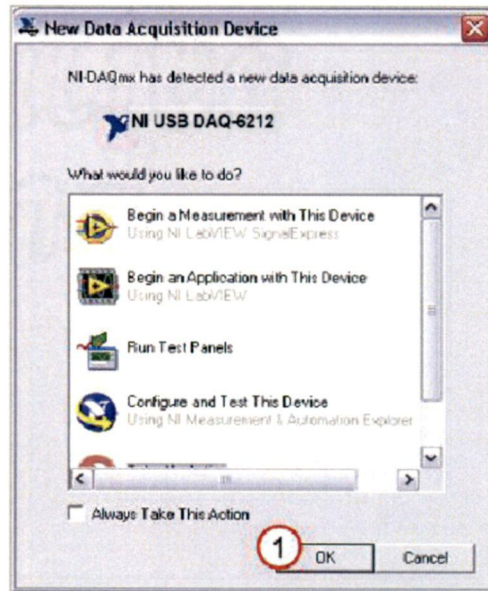 New Data Acquisition Device
NI-DAQmx has detected a new data acquisition device:
NI USB DAQ-6212
What would you like to do?
Begin a Measurement with This Device
Using NI LabVIEW SignalExpress
Begin an Application with This Device
Using NI LabVIEW
Run Test Panels
Configure and Test This Device
Using NI Measurement & Automation Explorer
Always Take This Action
1
OK
Cancel